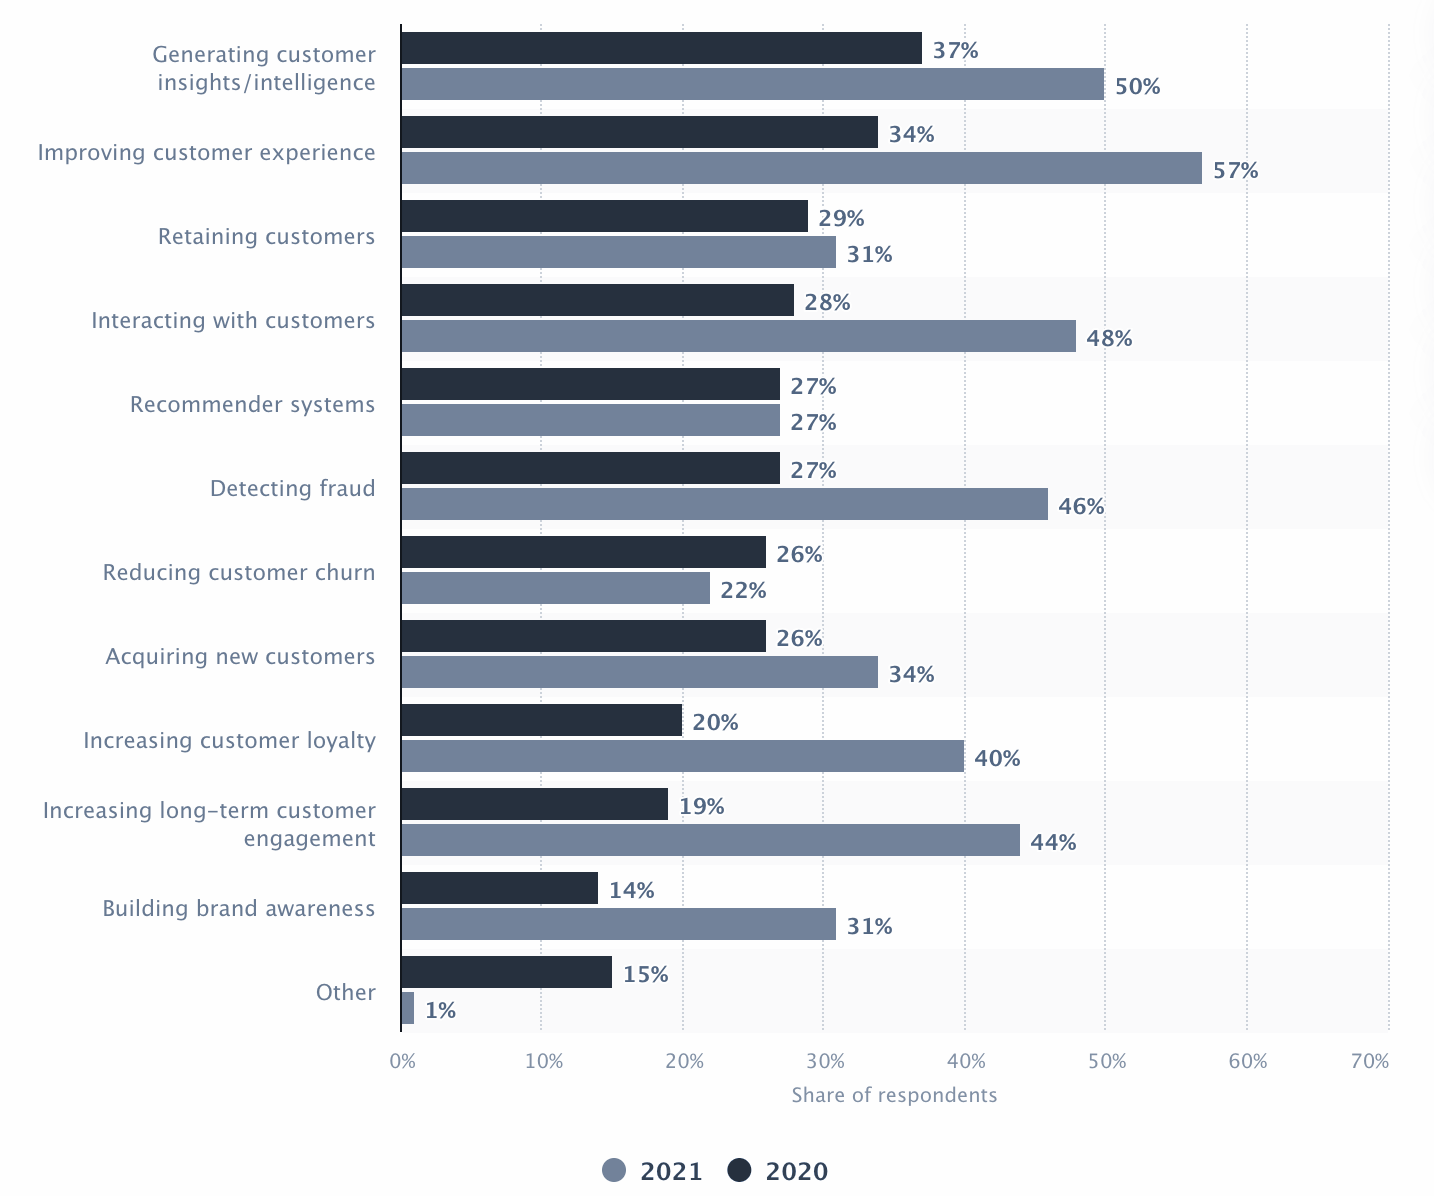 Generating customer
insights/intelligence
37%
50%
Improving customer experience
34%
57%
Retaining customers
29%
31%
Interacting with customers
28%
48%
Recommender systems
27%
27%
Detecting fraud
27%
46%
Reducing customer churn
26%
22%
Acquiring new customers
26%
34%
Increasing customer loyalty
20%
40%
Increasing long-term customer
engagement
19%
44%
Building brand awareness
14%
31%
Other
15%
1%
0% 10% 20% 30% 40% 50% 60% 70%
Share of respondents
2021 2020